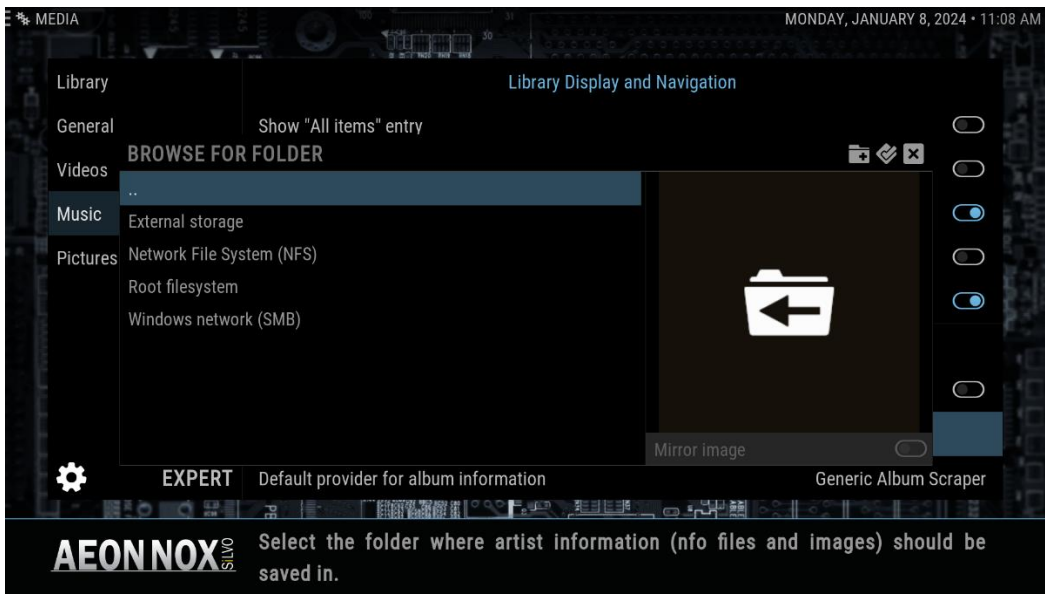 MEDIA
MONDAY, JANUARY 8, 2024 • 11:08 AM
Library
Library Display and Navigation
General
Show "All items" entry
BROWSE FOR FOLDER
Videos
..
Music
External storage
Pictures
Network File System (NFS)
Root filesystem
Windows network (SMB)
Mirror image
EXPERT
Default provider for album information
Generic Album Scraper
AEON NOX SILVO
Select the folder where artist information (nfo files and images) should be
saved in.